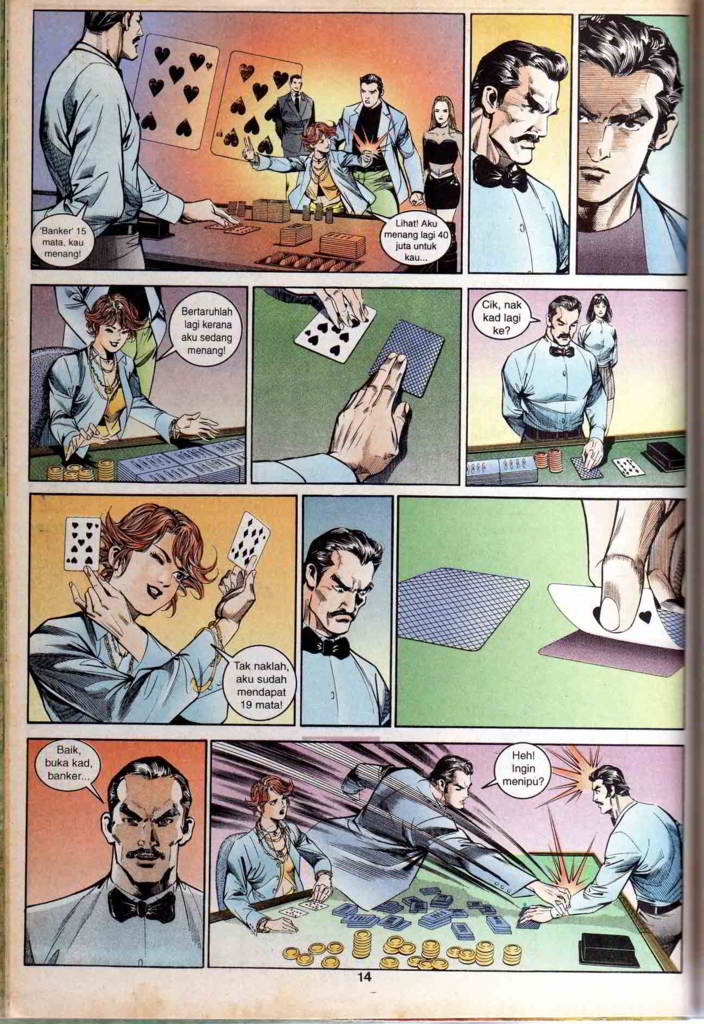 'Banker' 15
mata, kau
menang!
Lihat! Aku
menang lagi 40
juta untuk
kau...
Bertaruhlah
lagi kerana
aku sedang
menang!
Cik, nak
kad lagi
ke?
Tak naklah,
aku sudah
mendapat
19 mata!
Baik,
buka kad,
banker...
Heh!
Ingin
menipu?
14